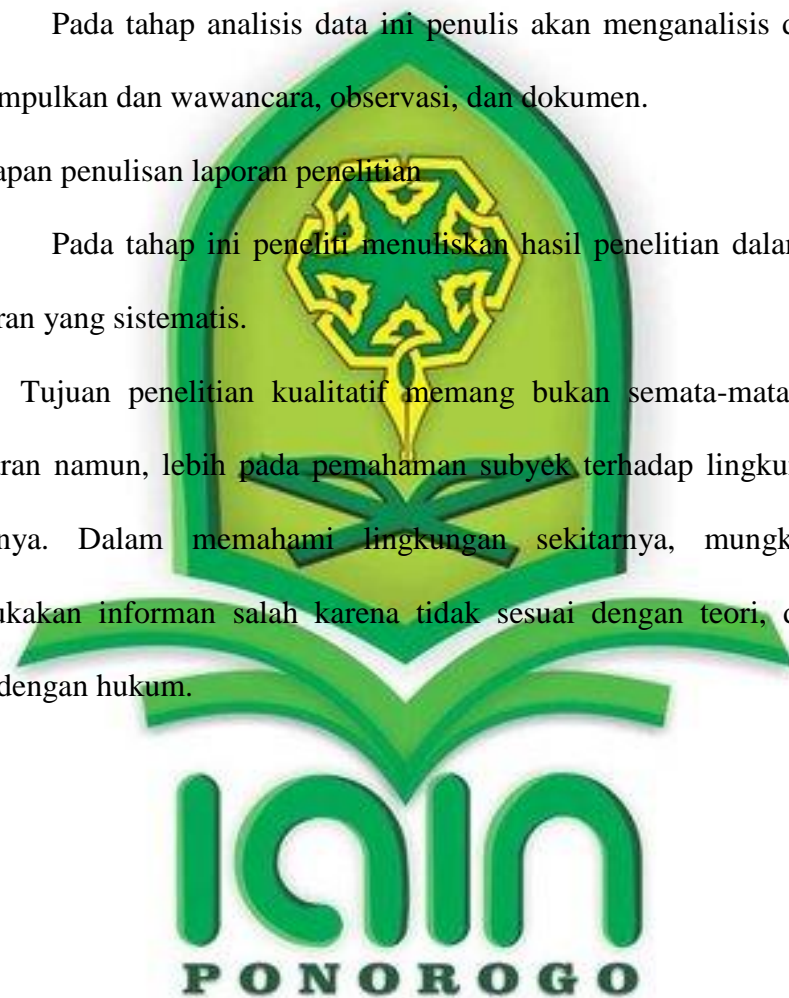 Pada tahap analisis data ini penulis akan menganalisis
mpulkan dan wawancara, observasi, dan dokumen.
apan penulisan laporan penelitian
Pada tahap ini peneliti menuliskan hasil penelitian dalam
ran yang sistematis.
Tujuan penelitian kualitatif memang bukan semata-mata
ran namun, lebih pada pemahaman subyek terhadap lingku
nya. Dalam memahami lingkungan sekitarnya, mungk
ukakan informan salah karena tidak sesuai dengan teori,
dengan hukum.
IAIN
PONOROGO